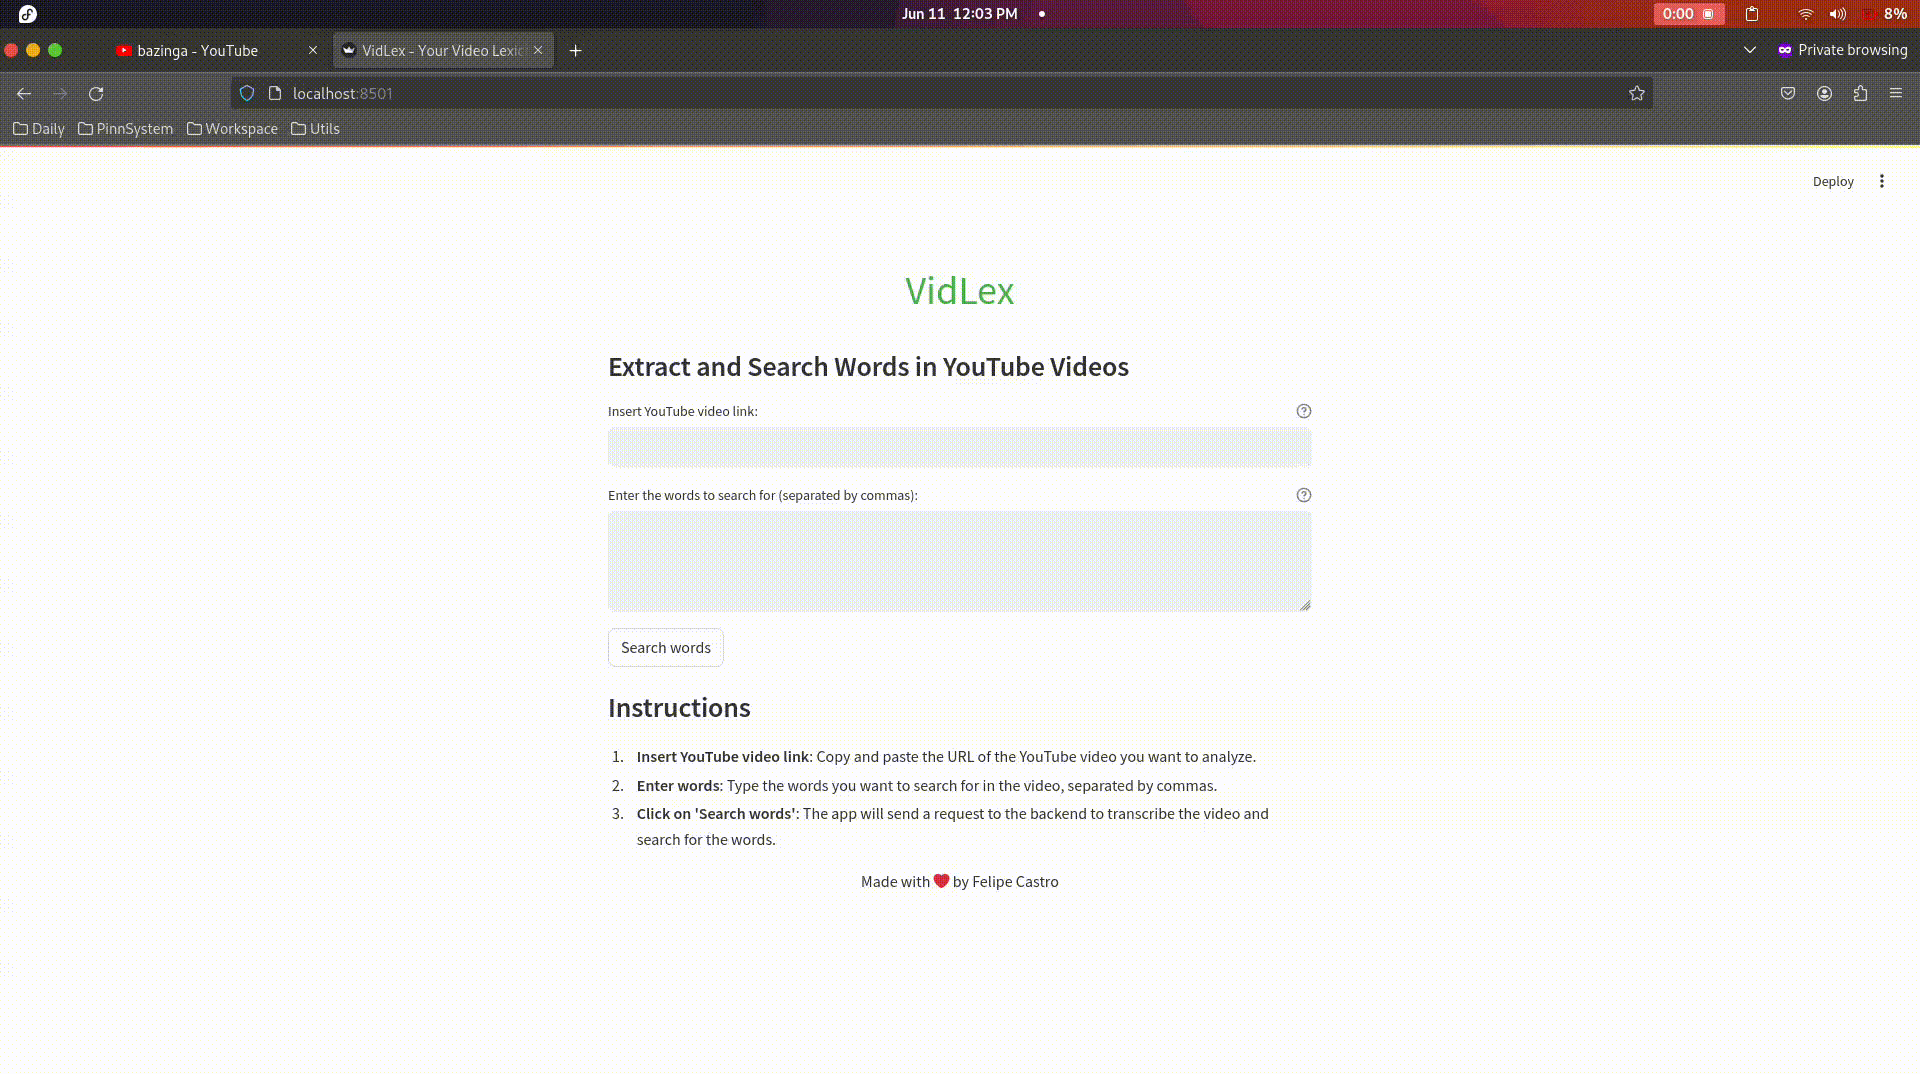 Jun 11 12:03 PM
0:00
8%
bazinga - YouTube
VidLex - Your Video Lexic
Private browsing
localhost:8501
Daily
PinnSystem
Workspace
Utils
Deploy
VidLex
Extract and Search Words in YouTube Videos
Insert YouTube video link:
Enter the words to search for (separated by commas):
Search words
Instructions
1. Insert YouTube video link: Copy and paste the URL of the YouTube video you want to analyze.
2. Enter words: Type the words you want to search for in the video, separated by commas.
3. Click on 'Search words': The app will send a request to the backend to transcribe the video and
search for the words.
Made with ❤ by Felipe Castro